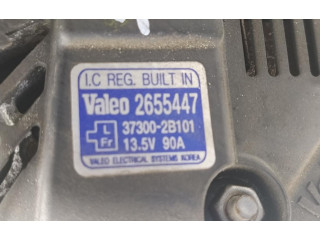 I.C REG. BUILT IN
Valeo 2655447
L 37300-2B101
Fr 13.5V 90A
VALEO ELECTRICAL SYSTEMS KOREA